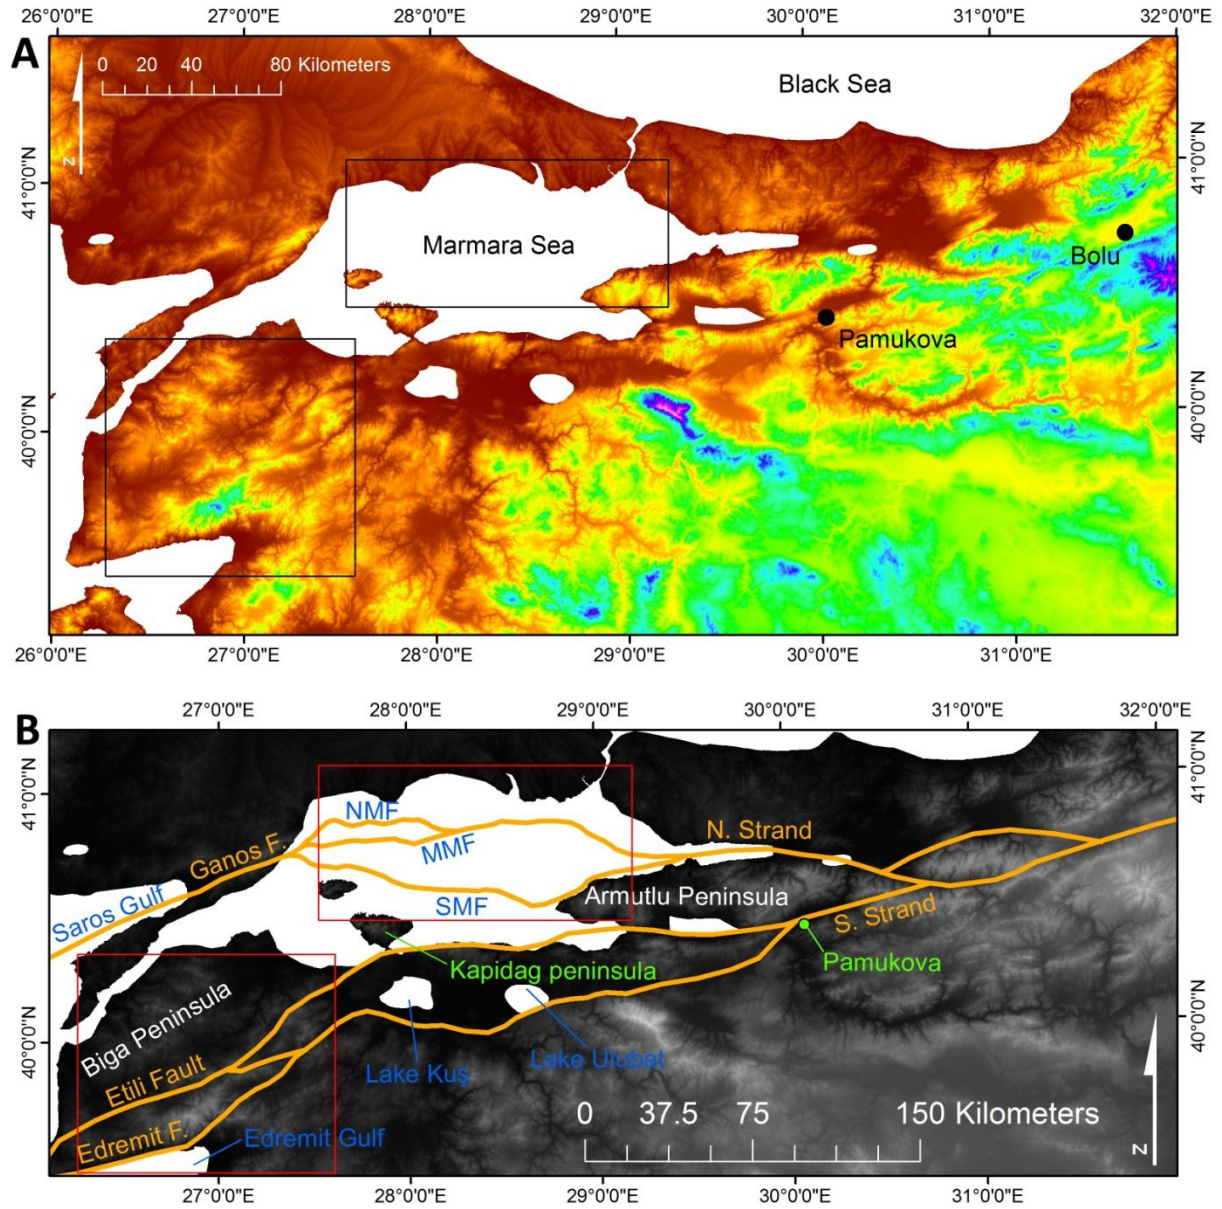 26°0'0"E 27°0'0"E 28°0'0"E 29°0'0"E 30°0'0"E 31°0'0"E 32°0'0"E
A
0 20 40 80 Kilometers
Black Sea
z
41°0'0"N
41°0'0"N
Marmara Sea
Bolu
Pamukova
40°0'0"N
40°0'0"N
26°0'0"E 27°0'0"E 28°0'0"E 29°0'0"E 30°0'0"E 31°0'0"E
27°0'0"E 28°0'0"E 29°0'0"E 30°0'0"E 31°0'0"E 32°0'0"E
B
41°0'0"N
41°0'0"N
NMF
Ganos F.
MMF
N. Strand
Saros Gulf
SMF
Armutlu Peninsula
S. Strand
Kapidag peninsula
Pamukova
Biga Peninsula
40°0'0"N
40°0'0"N
Etili Fault
Lake Kuş
Lake Ulubat
Edremit F.
Edremit Gulf
0 37.5 75 150 Kilometers
z
27°0'0"E 28°0'0"E 29°0'0"E 30°0'0"E 31°0'0"E